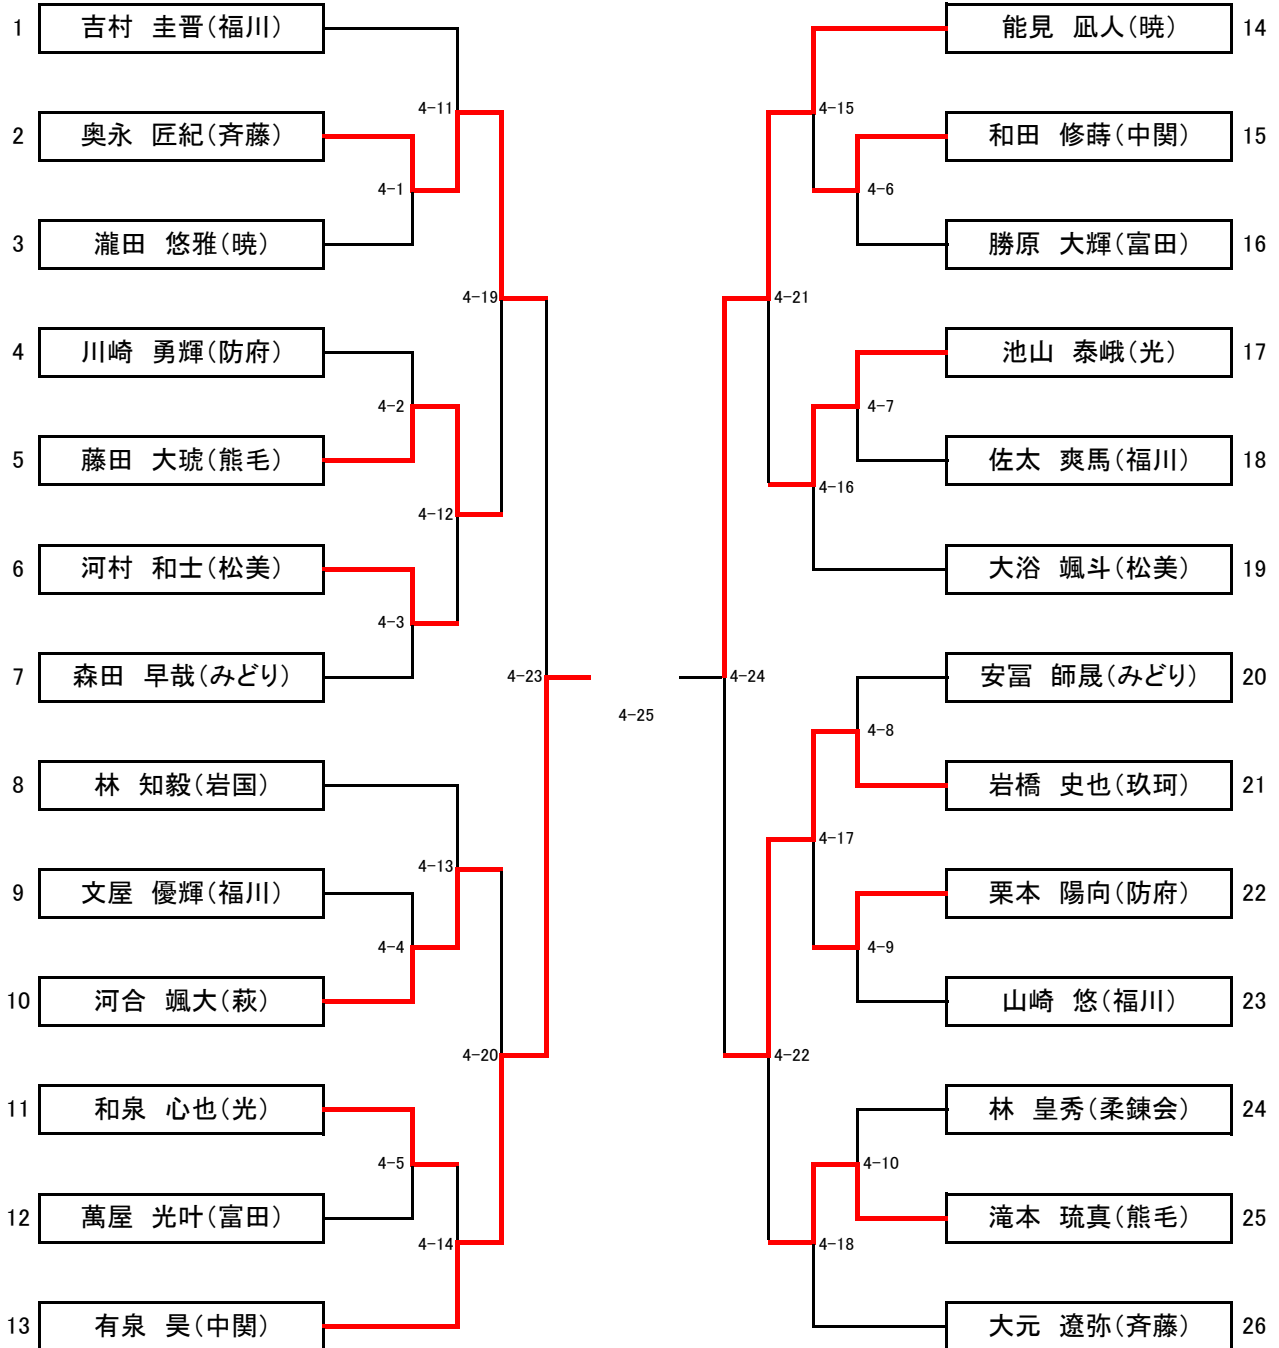 1 吉村 圭晋(福川)
2 奥永 匠紀(斉藤)
3 瀧田 悠雅(暁)
4 川崎 勇輝(防府)
5 藤田 大琥(熊毛)
6 河村 和士(松美)
7 森田 早哉(みどり)
8 林 知毅(岩国)
9 文屋 優輝(福川)
10 河合 颯大(萩)
11 和泉 心也(光)
12 萬屋 光叶(富田)
13 有泉 昊(中関)
4-1
4-2
4-3
4-4
4-5
4-11
4-12
4-13
4-14
4-19
4-20
4-23
4-25
4-24
4-21
4-22
4-15
4-16
4-17
4-18
4-6
4-7
4-8
4-9
4-10
能見 凪人(暁) 14
和田 修蒔(中関) 15
勝原 大輝(富田) 16
池山 泰峨(光) 17
佐太 爽馬(福川) 18
大浴 颯斗(松美) 19
安冨 師晟(みどり) 20
岩橋 史也(玖珂) 21
栗本 陽向(防府) 22
山崎 悠(福川) 23
林 皇秀(柔錬会) 24
滝本 琉真(熊毛) 25
大元 遼弥(斉藤) 26